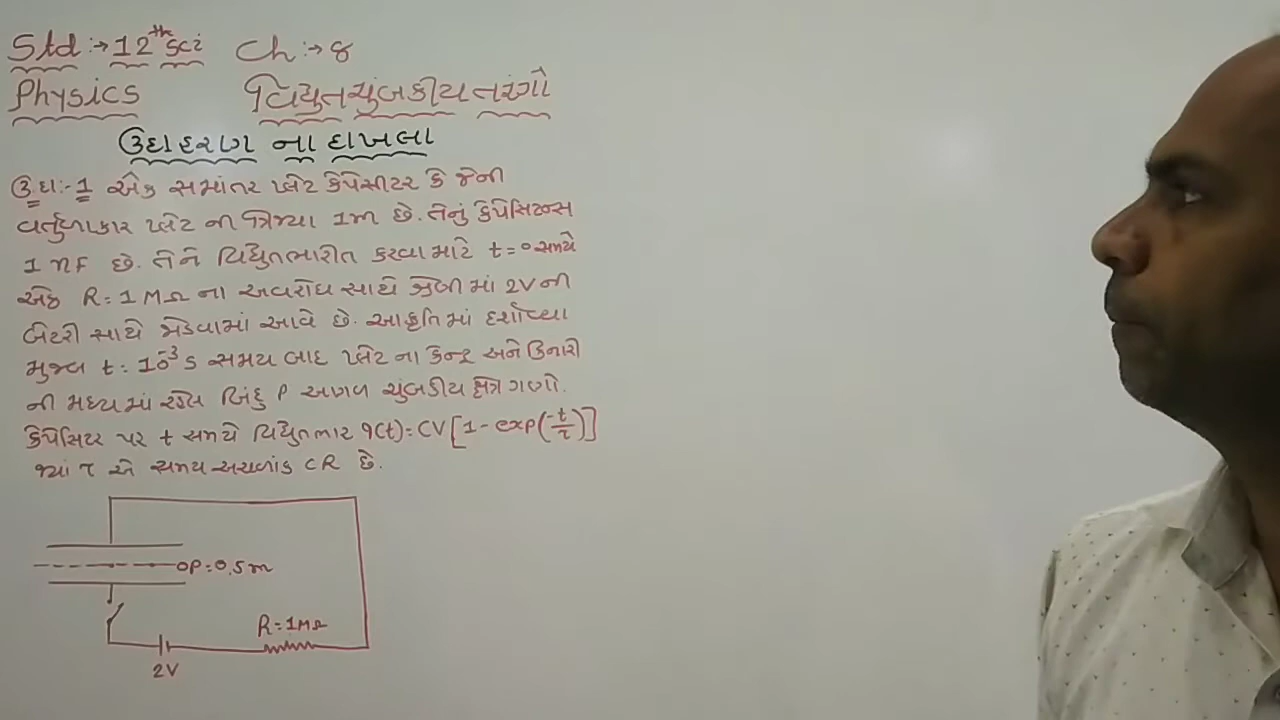 Std :→ 12th sci Ch :→ 8
Physics વિદ્યુતચુંબકીય તરંગો
ઉદાહરણ ના દાખલા
ઉદા:- 1 એક સમાંતર પ્લેટ કેપેસીટર કે જેની
વર્તુળાકાર પ્લેટ ની ત્રિજ્યા 1m છે. તેનું કેપેસિટન્સ
1 nF છે. તેને વિદ્યુતભારીત કરવા માટે t=0 સમયે
એક R = 1 MΩ ના અવરોધ સાથે શ્રેણી માં 2V ની
બેટરી સાથે જોડવામાં આવે છે. આકૃતિ માં દર્શાવ્યા
મુજબ t = 10⁻³ S સમય બાદ પ્લેટ ના કેન્દ્ર અને કિનારી
ની મધ્ય માં રહેલ બિંદુ P આગળ ચુંબકીય ક્ષેત્ર ગણો.
કેપેસિટર પર t સમયે વિદ્યુતભાર q(t) = CV[1 - exp(-t/τ)]
જ્યાં τ એ સમય અચળાંક CR છે.
OP = 0.5m
R = 1MΩ
2V